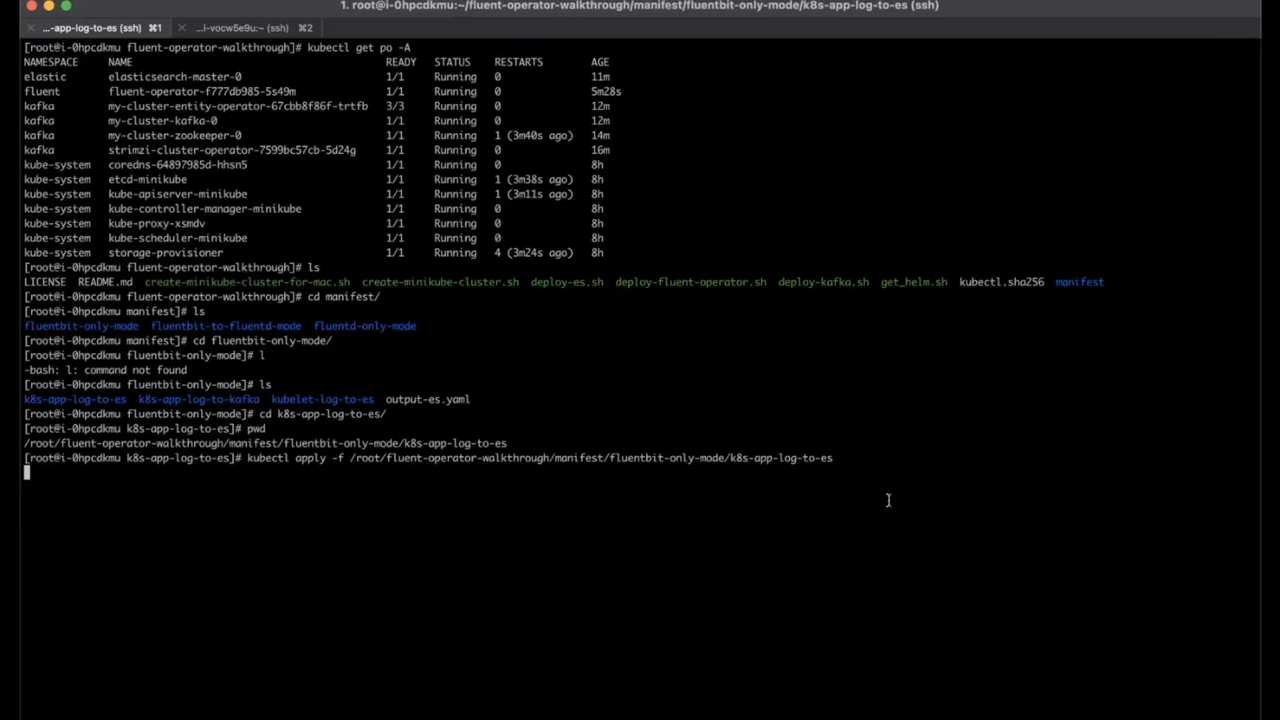 1. root@i-0hpcdkmu:~/fluent-operator-walkthrough/manifest/fluentbit-only-mode/k8s-app-log-to-es (ssh)
...-app-log-to-es (ssh) ⌘1 ...i-vocw5e9u:~ (ssh) ⌘2
[root@i-0hpcdkmu fluent-operator-walkthrough]# kubectl get po -A
NAMESPACE NAME READY STATUS RESTARTS AGE
elastic elasticsearch-master-0 1/1 Running 0 11m
fluent fluent-operator-f777db985-5s49m 1/1 Running 0 5m28s
kafka my-cluster-entity-operator-67cbb8f86f-trtfb 3/3 Running 0 12m
kafka my-cluster-kafka-0 1/1 Running 0 12m
kafka my-cluster-zookeeper-0 1/1 Running 1 (3m40s ago) 14m
kafka strimzi-cluster-operator-7599bc57cb-5d24g 1/1 Running 0 16m
kube-system coredns-64897985d-hhsn5 1/1 Running 0 8h
kube-system etcd-minikube 1/1 Running 1 (3m38s ago) 8h
kube-system kube-apiserver-minikube 1/1 Running 1 (3m11s ago) 8h
kube-system kube-controller-manager-minikube 1/1 Running 0 8h
kube-system kube-proxy-xsmdv 1/1 Running 0 8h
kube-system kube-scheduler-minikube 1/1 Running 0 8h
kube-system storage-provisioner 1/1 Running 4 (3m24s ago) 8h
[root@i-0hpcdkmu fluent-operator-walkthrough]# ls
LICENSE README.md create-minikube-cluster-for-mac.sh create-minikube-cluster.sh deploy-es.sh deploy-fluent-operator.sh deploy-kafka.sh get_helm.sh kubectl.sha256 manifest
[root@i-0hpcdkmu fluent-operator-walkthrough]# cd manifest/
[root@i-0hpcdkmu manifest]# ls
fluentbit-only-mode fluentbit-to-fluentd-mode fluentd-only-mode
[root@i-0hpcdkmu manifest]# cd fluentbit-only-mode/
[root@i-0hpcdkmu fluentbit-only-mode]# l
-bash: l: command not found
[root@i-0hpcdkmu fluentbit-only-mode]# ls
k8s-app-log-to-es k8s-app-log-to-kafka kubelet-log-to-es output-es.yaml
[root@i-0hpcdkmu fluentbit-only-mode]# cd k8s-app-log-to-es/
[root@i-0hpcdkmu k8s-app-log-to-es]# pwd
/root/fluent-operator-walkthrough/manifest/fluentbit-only-mode/k8s-app-log-to-es
[root@i-0hpcdkmu k8s-app-log-to-es]# kubectl apply -f /root/fluent-operator-walkthrough/manifest/fluentbit-only-mode/k8s-app-log-to-es